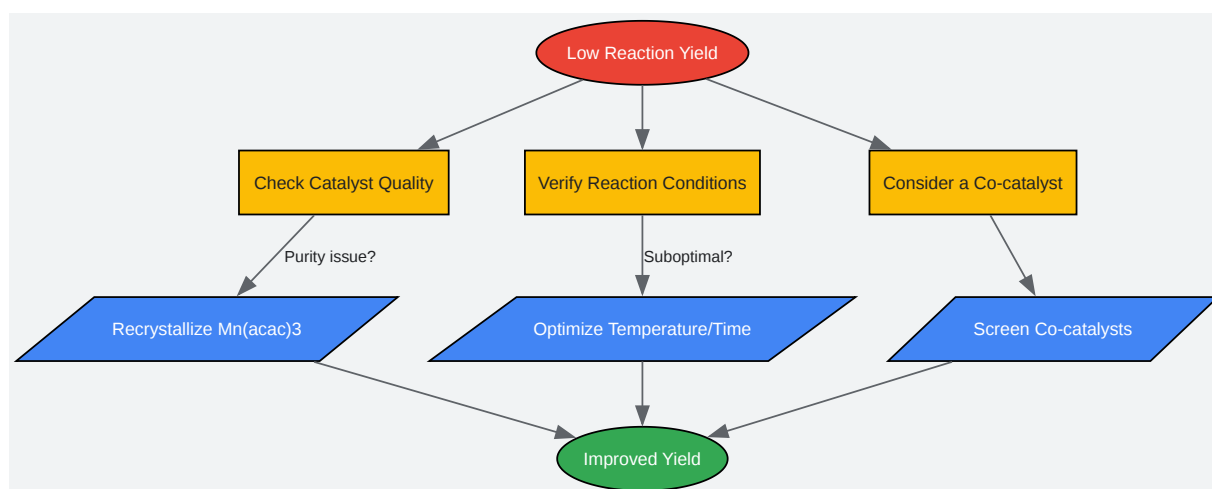 Low Reaction Yield
Check Catalyst Quality
Verify Reaction Conditions
Consider a Co-catalyst
Purity issue?
Suboptimal?
Recrystallize Mn(acac)3
Optimize Temperature/Time
Screen Co-catalysts
Improved Yield